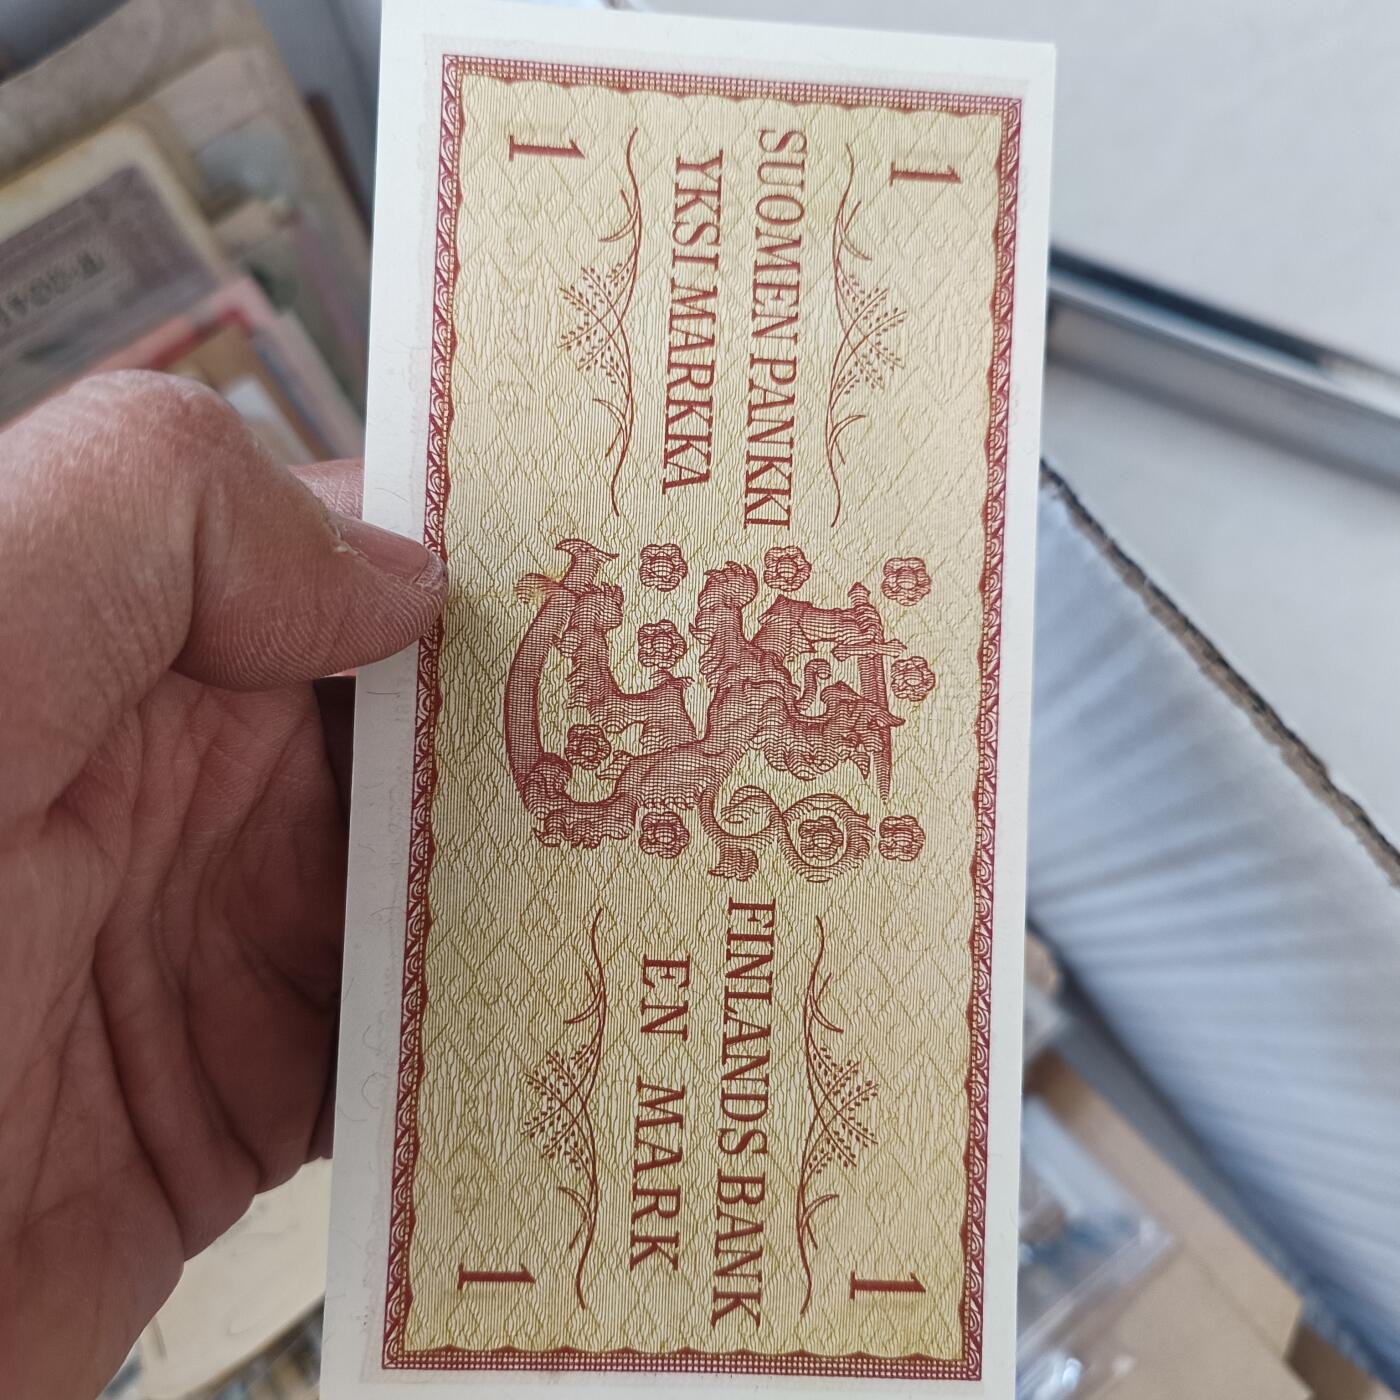 1
1
SUOMEN PANKKI
YKSI MARKKA
FINLANDS BANK
EN MARK
1
1